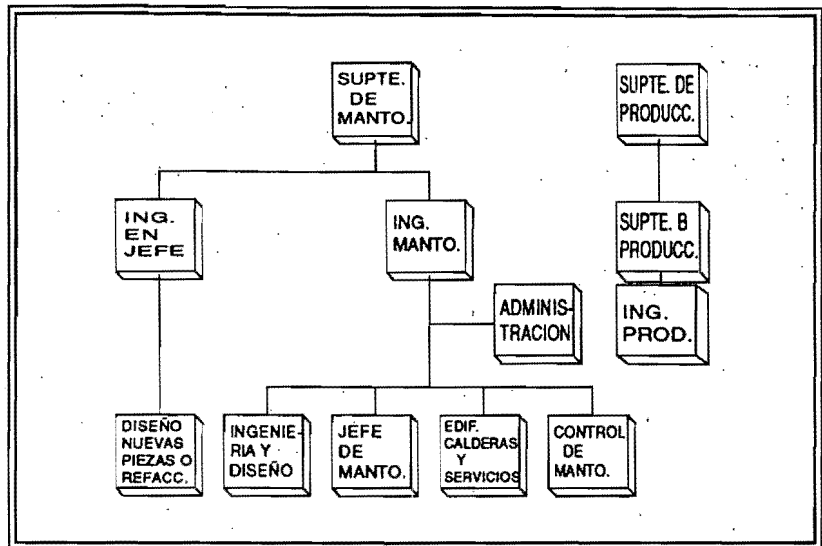 SUPTE.
DE
MANTO.
SUPTE. DE
PRODUCC.
ING.
EN
JEFE
ING.
MANTO.
SUPTE. B
PRODUCC.
ADMINIS-
TRACION
ING.
PROD.
DISEÑO
NUEVAS
PIEZAS O
REFACC.
INGENIE-
RIA Y
DISEÑO
JEFE
DE
MANTO.
EDIF.
CALDERAS
Y
SERVICIOS
CONTROL
DE
MANTO.